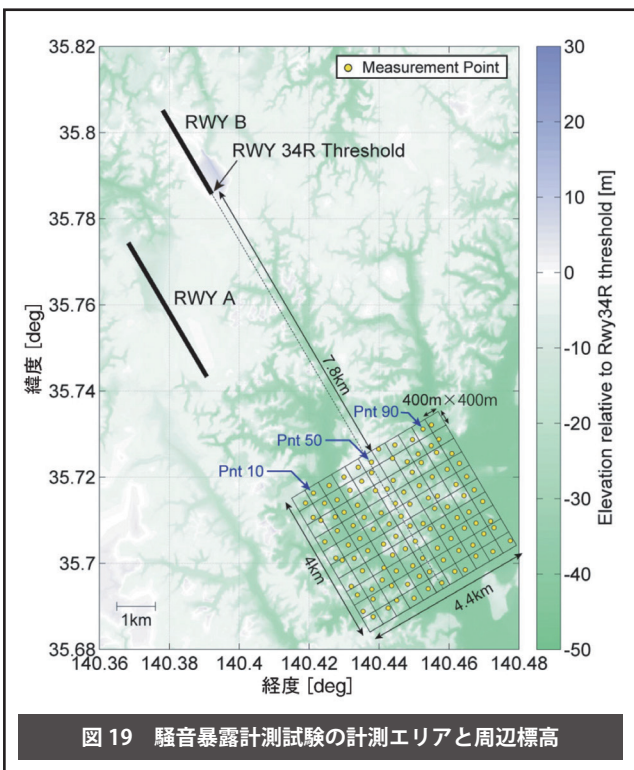 35.82
35.8
35.78
35.76
35.74
35.72
35.7
35.68
緯度 [deg]
Measurement Point
RWY B
RWY 34R Threshold
RWY A
7.8km
400m×400m
Pnt 90
Pnt 50
Pnt 10
4km
4.4km
1km
140.36
140.38
140.4
140.42
140.44
140.46
140.48
経度 [deg]
30
20
10
0
-10
-20
-30
-40
-50
Elevation relative to Rwy34R threshold [m]
図 19 騒音暴露計測試験の計測エリアと周辺標高